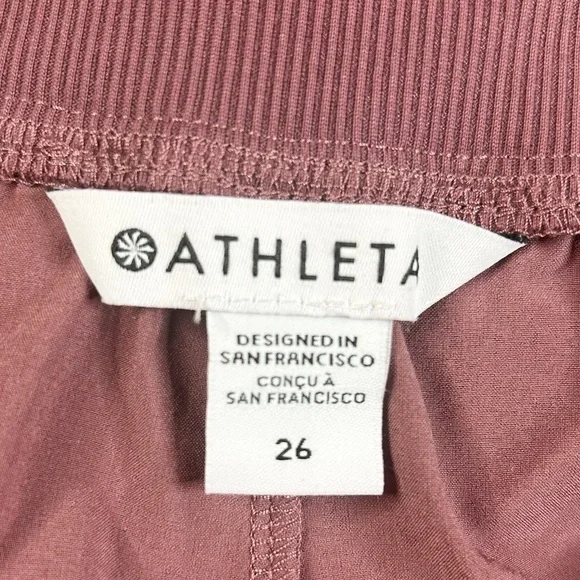 ATHLETA
DESIGNED IN
SAN FRANCISCO
CONÇU À
SAN FRANCISCO
26